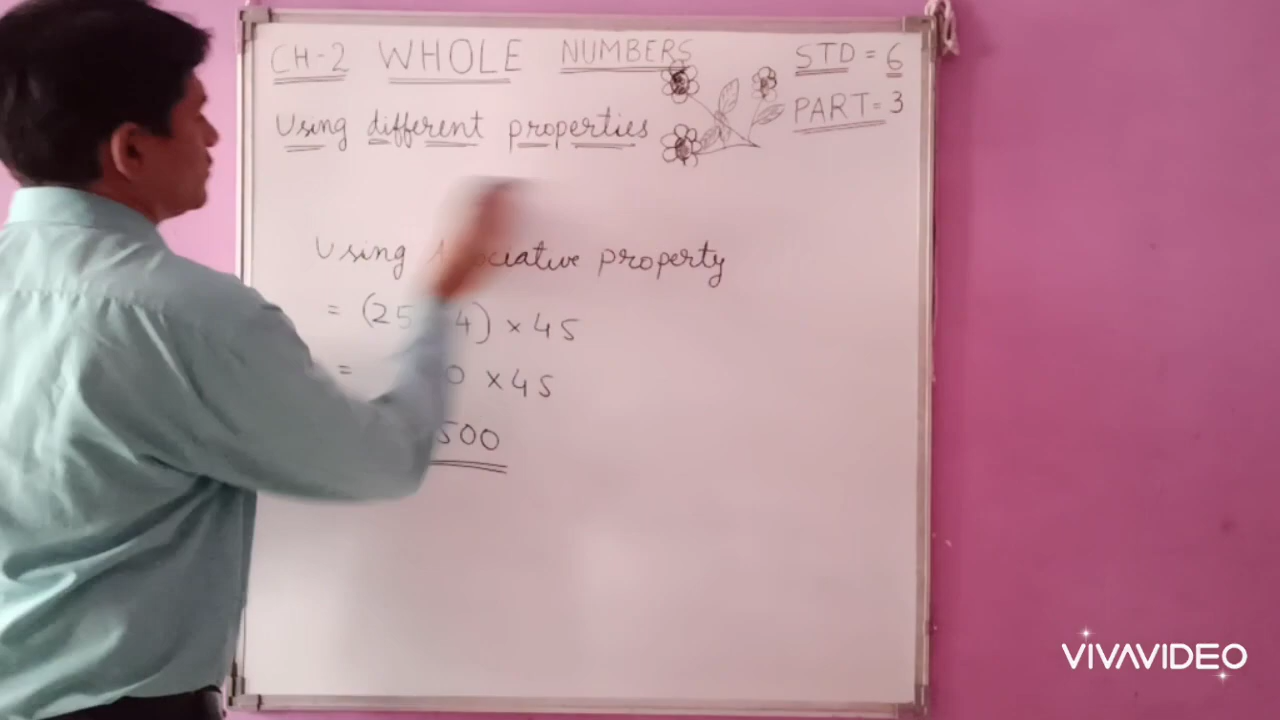 CH-2 WHOLE NUMBERS STD = 6
PART = 3
Using different properties
Using property
= (25 4) × 45
= 0 × 45
500
VIVAVIDEO